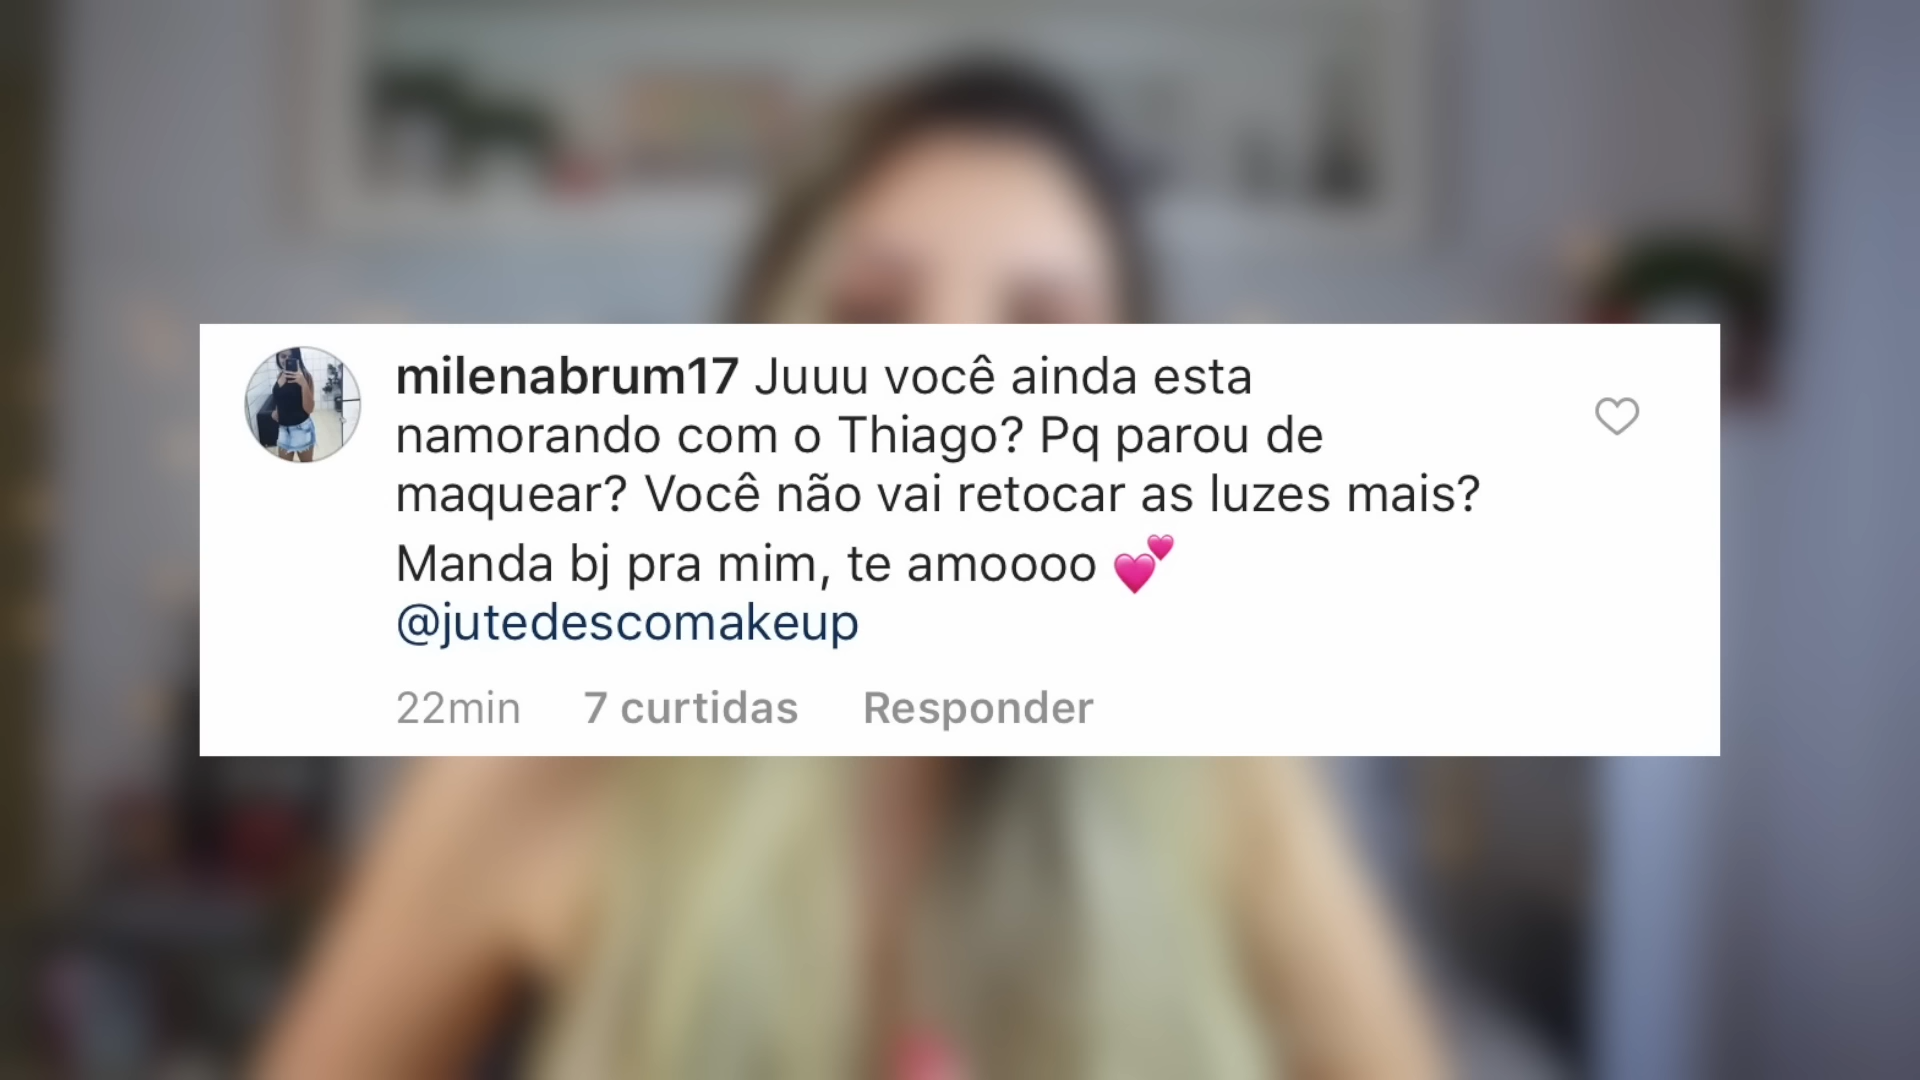 milenabrum17 Juuu você ainda esta
namorando com o Thiago? Pq parou de
maquear? Você não vai retocar as luzes mais?
Manda bj pra mim, te amoooo 💕
@jutedescomakeup
22min 7 curtidas Responder